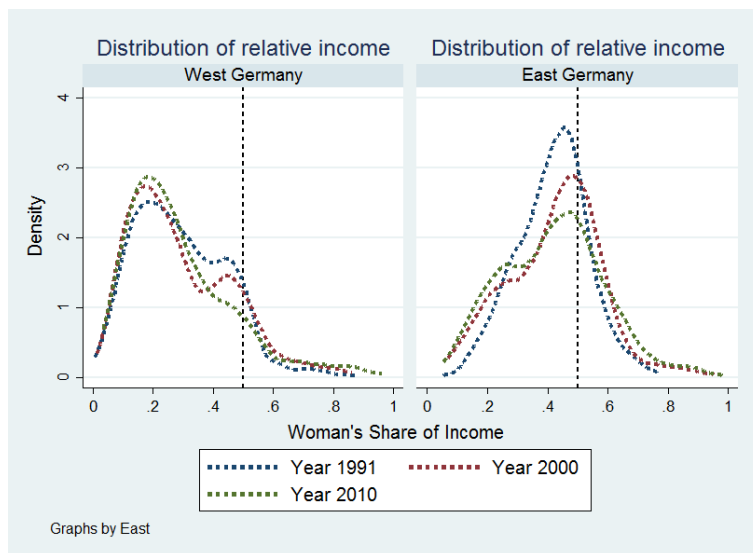 Distribution of relative income
Distribution of relative income
West Germany
East Germany
Density
4
3
2
1
0
0 .2 .4 .6 .8 1
0 .2 .4 .6 .8 1
Woman's Share of Income
Year 1991 Year 2000
Year 2010
Graphs by East